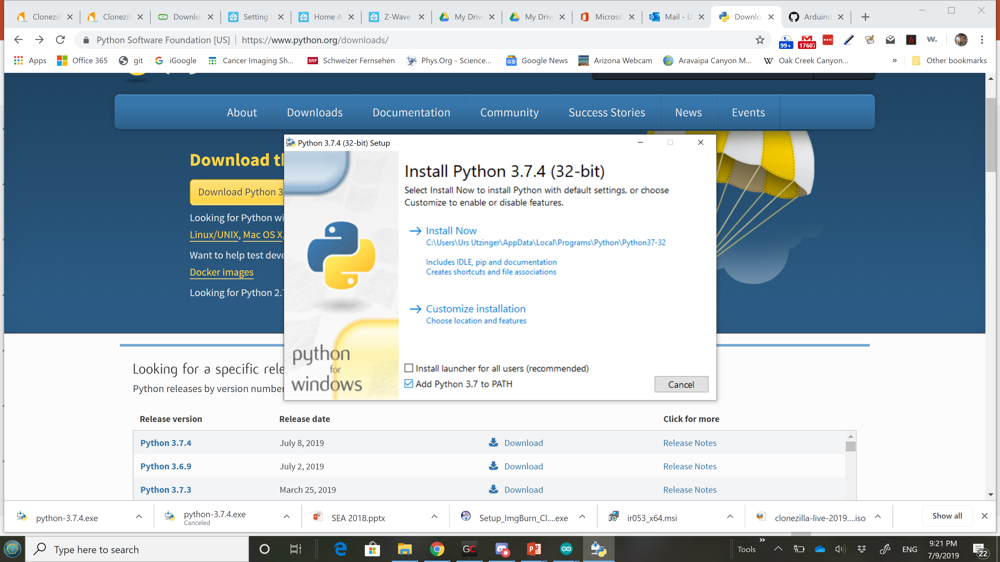 Clonezil
Clonezil
Downloa
Setting
Home A
Z-Wave
My Drive
My Drive
Microso
Mail - U
Downlo
Arduino
Python Software Foundation [US]
https://www.python.org/downloads/
99+
17607
h
w.
Apps
Office 365
git
iGoogle
Cancer Imaging Sh...
SRF
Schweizer Fernsehen
Phys.Org - Science...
GE
Google News
Arizona Webcam
Aravaipa Canyon M...
W
Oak Creek Canyon...
»
Other bookmarks
About
Downloads
Documentation
Community
Success Stories
News
Events
Download th
Download Python 3
Looking for Python wi
Linux/UNIX, Mac OS X,
Want to help test deve
Docker images
Looking for Python 2.7
Python 3.7.4 (32-bit) Setup
Install Python 3.7.4 (32-bit)
Select Install Now to install Python with default settings, or choose
Customize to enable or disable features.
Install Now
C:\Users\Urs Utzinger\AppData\Local\Programs\Python\Python37-32
Includes IDLE, pip and documentation
Creates shortcuts and file associations
Customize installation
Choose location and features
python
for
windows
Install launcher for all users (recommended)
Add Python 3.7 to PATH
Cancel
Looking for a specific rele
Python releases by version number
Release version
Release date
Click for more
Python 3.7.4
July 8, 2019
Download
Release Notes
Python 3.6.9
July 2, 2019
Download
Release Notes
Python 3.7.3
March 25, 2019
Download
Release Notes
python-3.7.4.exe
python-3.7.4.exe
Canceled
SEA 2018.pptx
Setup_ImgBurn_Cl....exe
ir053_x64.msi
clonezilla-live-2019....iso
Show all
Type here to search
GC
Tools
»
ENG
9:21 PM
7/9/2019
22